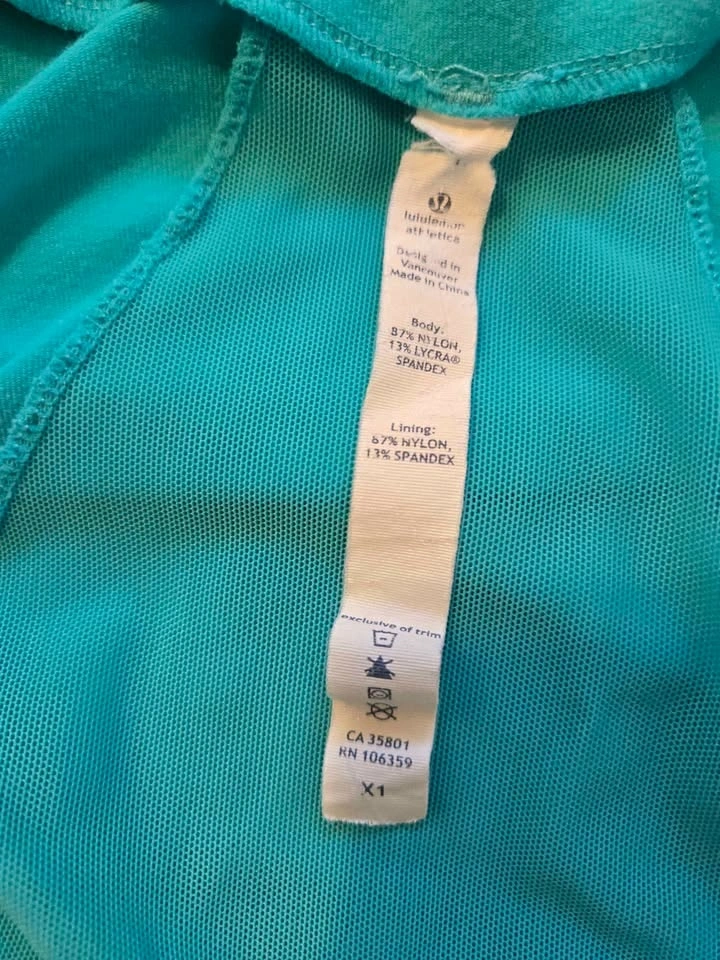 lululemon
athletica
Designed in
Vancouver
Made in China
Body:
87% NYLON,
13% LYCRA®
SPANDEX
Lining:
87% NYLON,
13% SPANDEX
exclusive of trim
CA 35801
RN 106359
X1